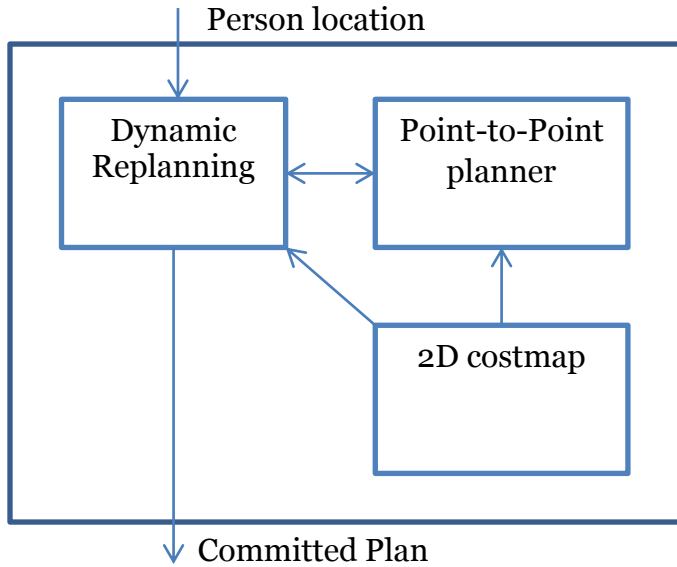 Person location
Dynamic
Replanning
Point-to-Point
planner
2D costmap
Committed Plan